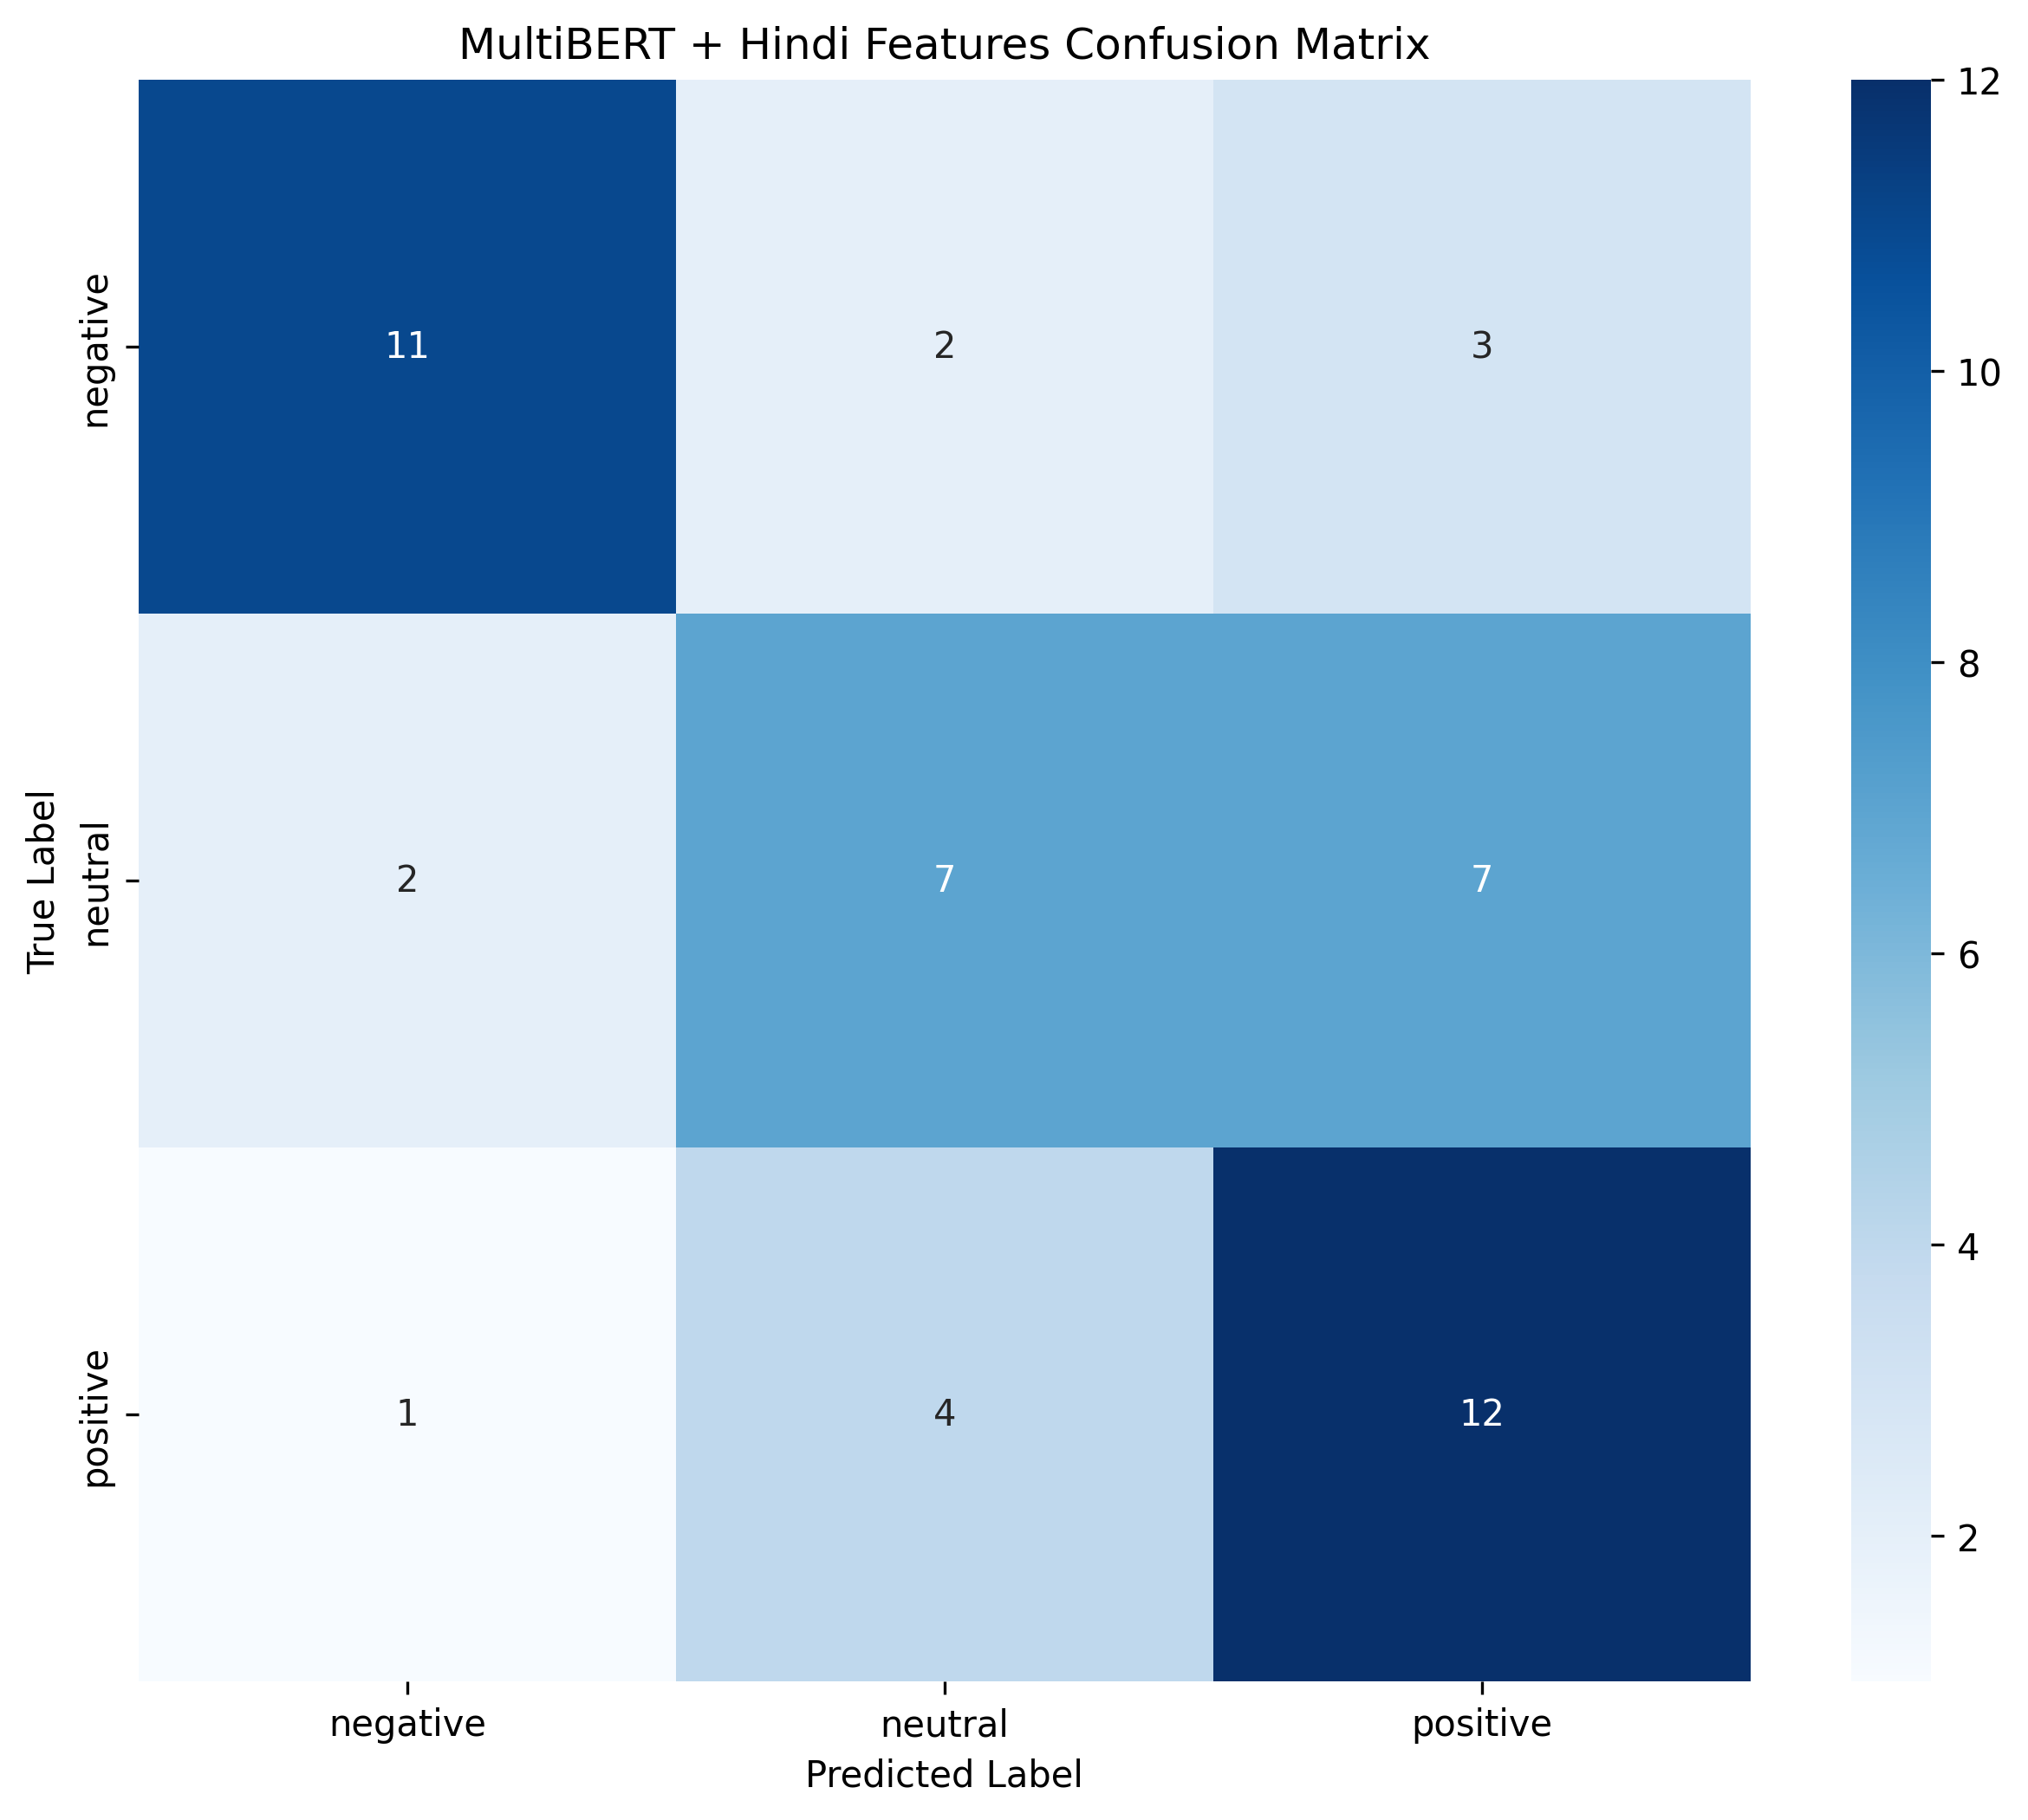 MultiBERT + Hindi Features Confusion Matrix
True Label
negative
11 2 3
neutral
2 7 7
positive
1 4 12
negative neutral positive
Predicted Label
12
10
8
6
4
2